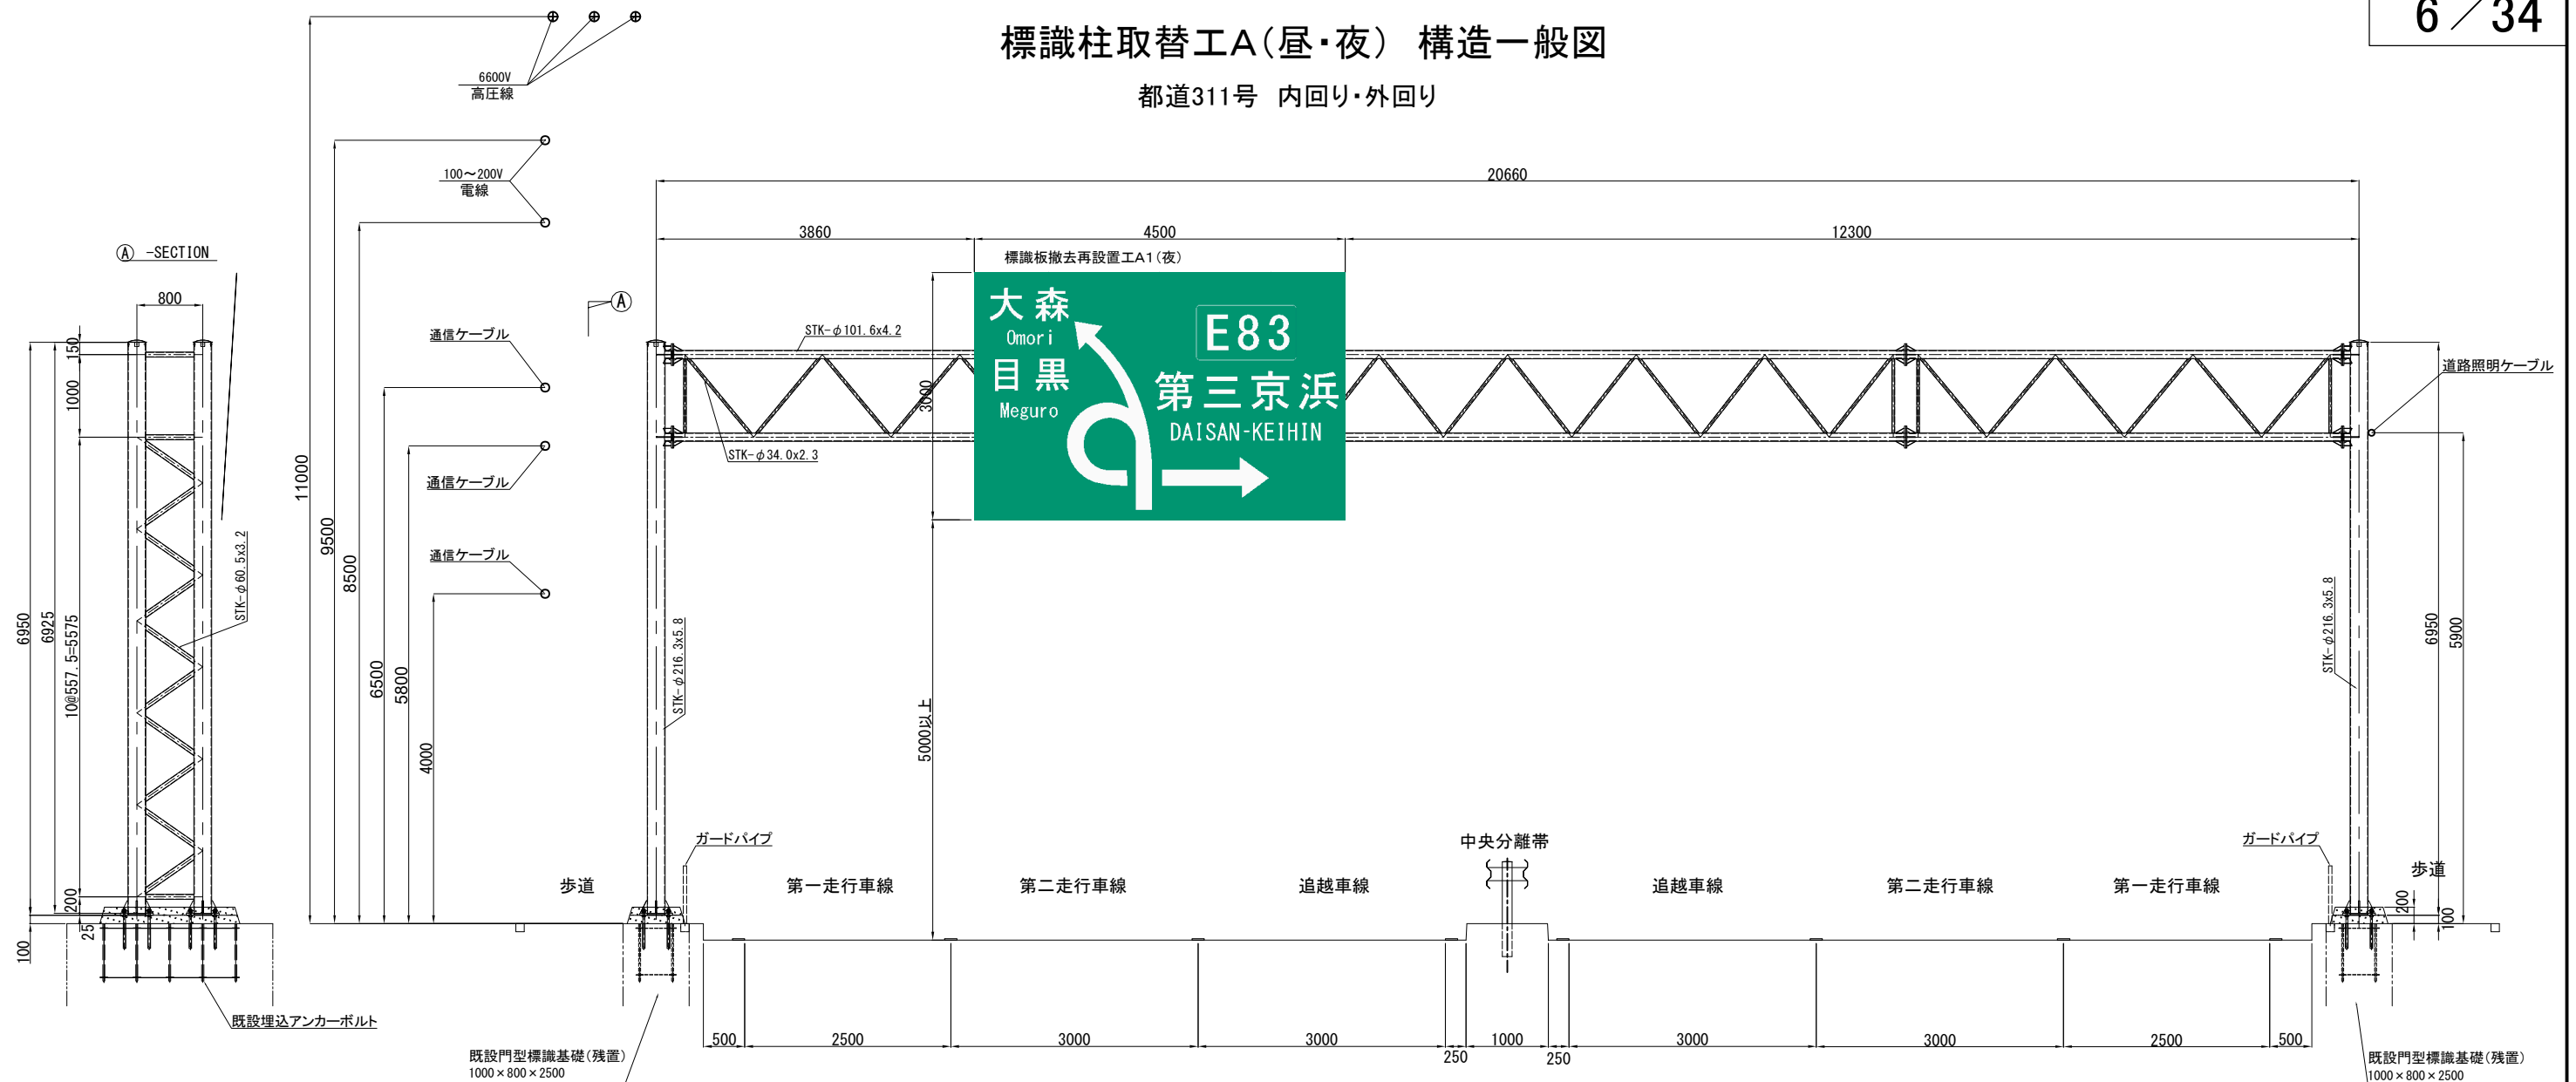 6／34
標識柱取替工A(昼・夜) 構造一般図
都道311号 内回り・外回り
6600V
高圧線
100～200V
電線
20660
3860
4500
12300
標識板撤去再設置工A1(夜)
Ⓐ -SECTION
800
Ⓐ
大森
Omori
目黒
Meguro
E83
第三京浜
DAISAN-KEIHIN
STK-φ101.6x4.2
STK-φ34.0x2.3
通信ケーブル
通信ケーブル
通信ケーブル
道路照明ケーブル
150
1000
3000
11000
9500
8500
6500
5800
4000
6950
6925
10@557.5=5575
STK-φ60.5x3.2
STK-φ216.3x5.8
5000以上
STK-φ216.3x5.8
6950
5900
200
25
100
200
100
ガードパイプ
中央分離帯
ガードパイプ
歩道
第一走行車線
第二走行車線
追越車線
追越車線
第二走行車線
第一走行車線
歩道
既設埋込アンカーボルト
500
2500
3000
3000
250
1000
250
3000
3000
2500
500
既設門型標識基礎(残置)
1000×800×2500
既設門型標識基礎(残置)
1000×800×2500